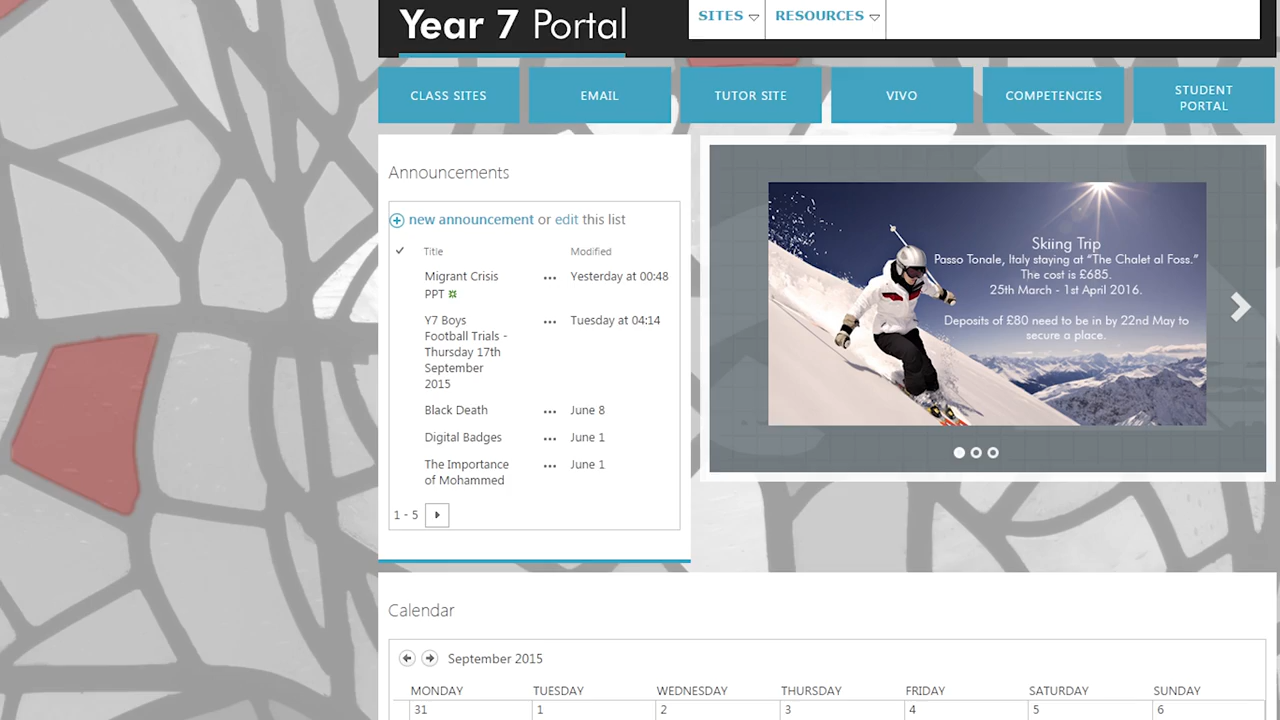 Year 7 Portal
SITES
RESOURCES
CLASS SITES
EMAIL
TUTOR SITE
VIVO
COMPETENCIES
STUDENT
PORTAL
Announcements
new announcement or edit this list
Title
Modified
Migrant Crisis
PPT
Yesterday at 00:48
Y7 Boys
Football Trials -
Thursday 17th
September
2015
Tuesday at 04:14
Black Death
June 8
Digital Badges
June 1
The Importance
of Mohammed
June 1
1 - 5
Skiing Trip
Passo Tonale, Italy staying at “The Chalet al Foss.”
The cost is £685.
25th March - 1st April 2016.
Deposits of £80 need to be in by 22nd May to
secure a place.
Calendar
September 2015
MONDAY TUESDAY WEDNESDAY THURSDAY FRIDAY SATURDAY SUNDAY
31 1 2 3 4 5 6